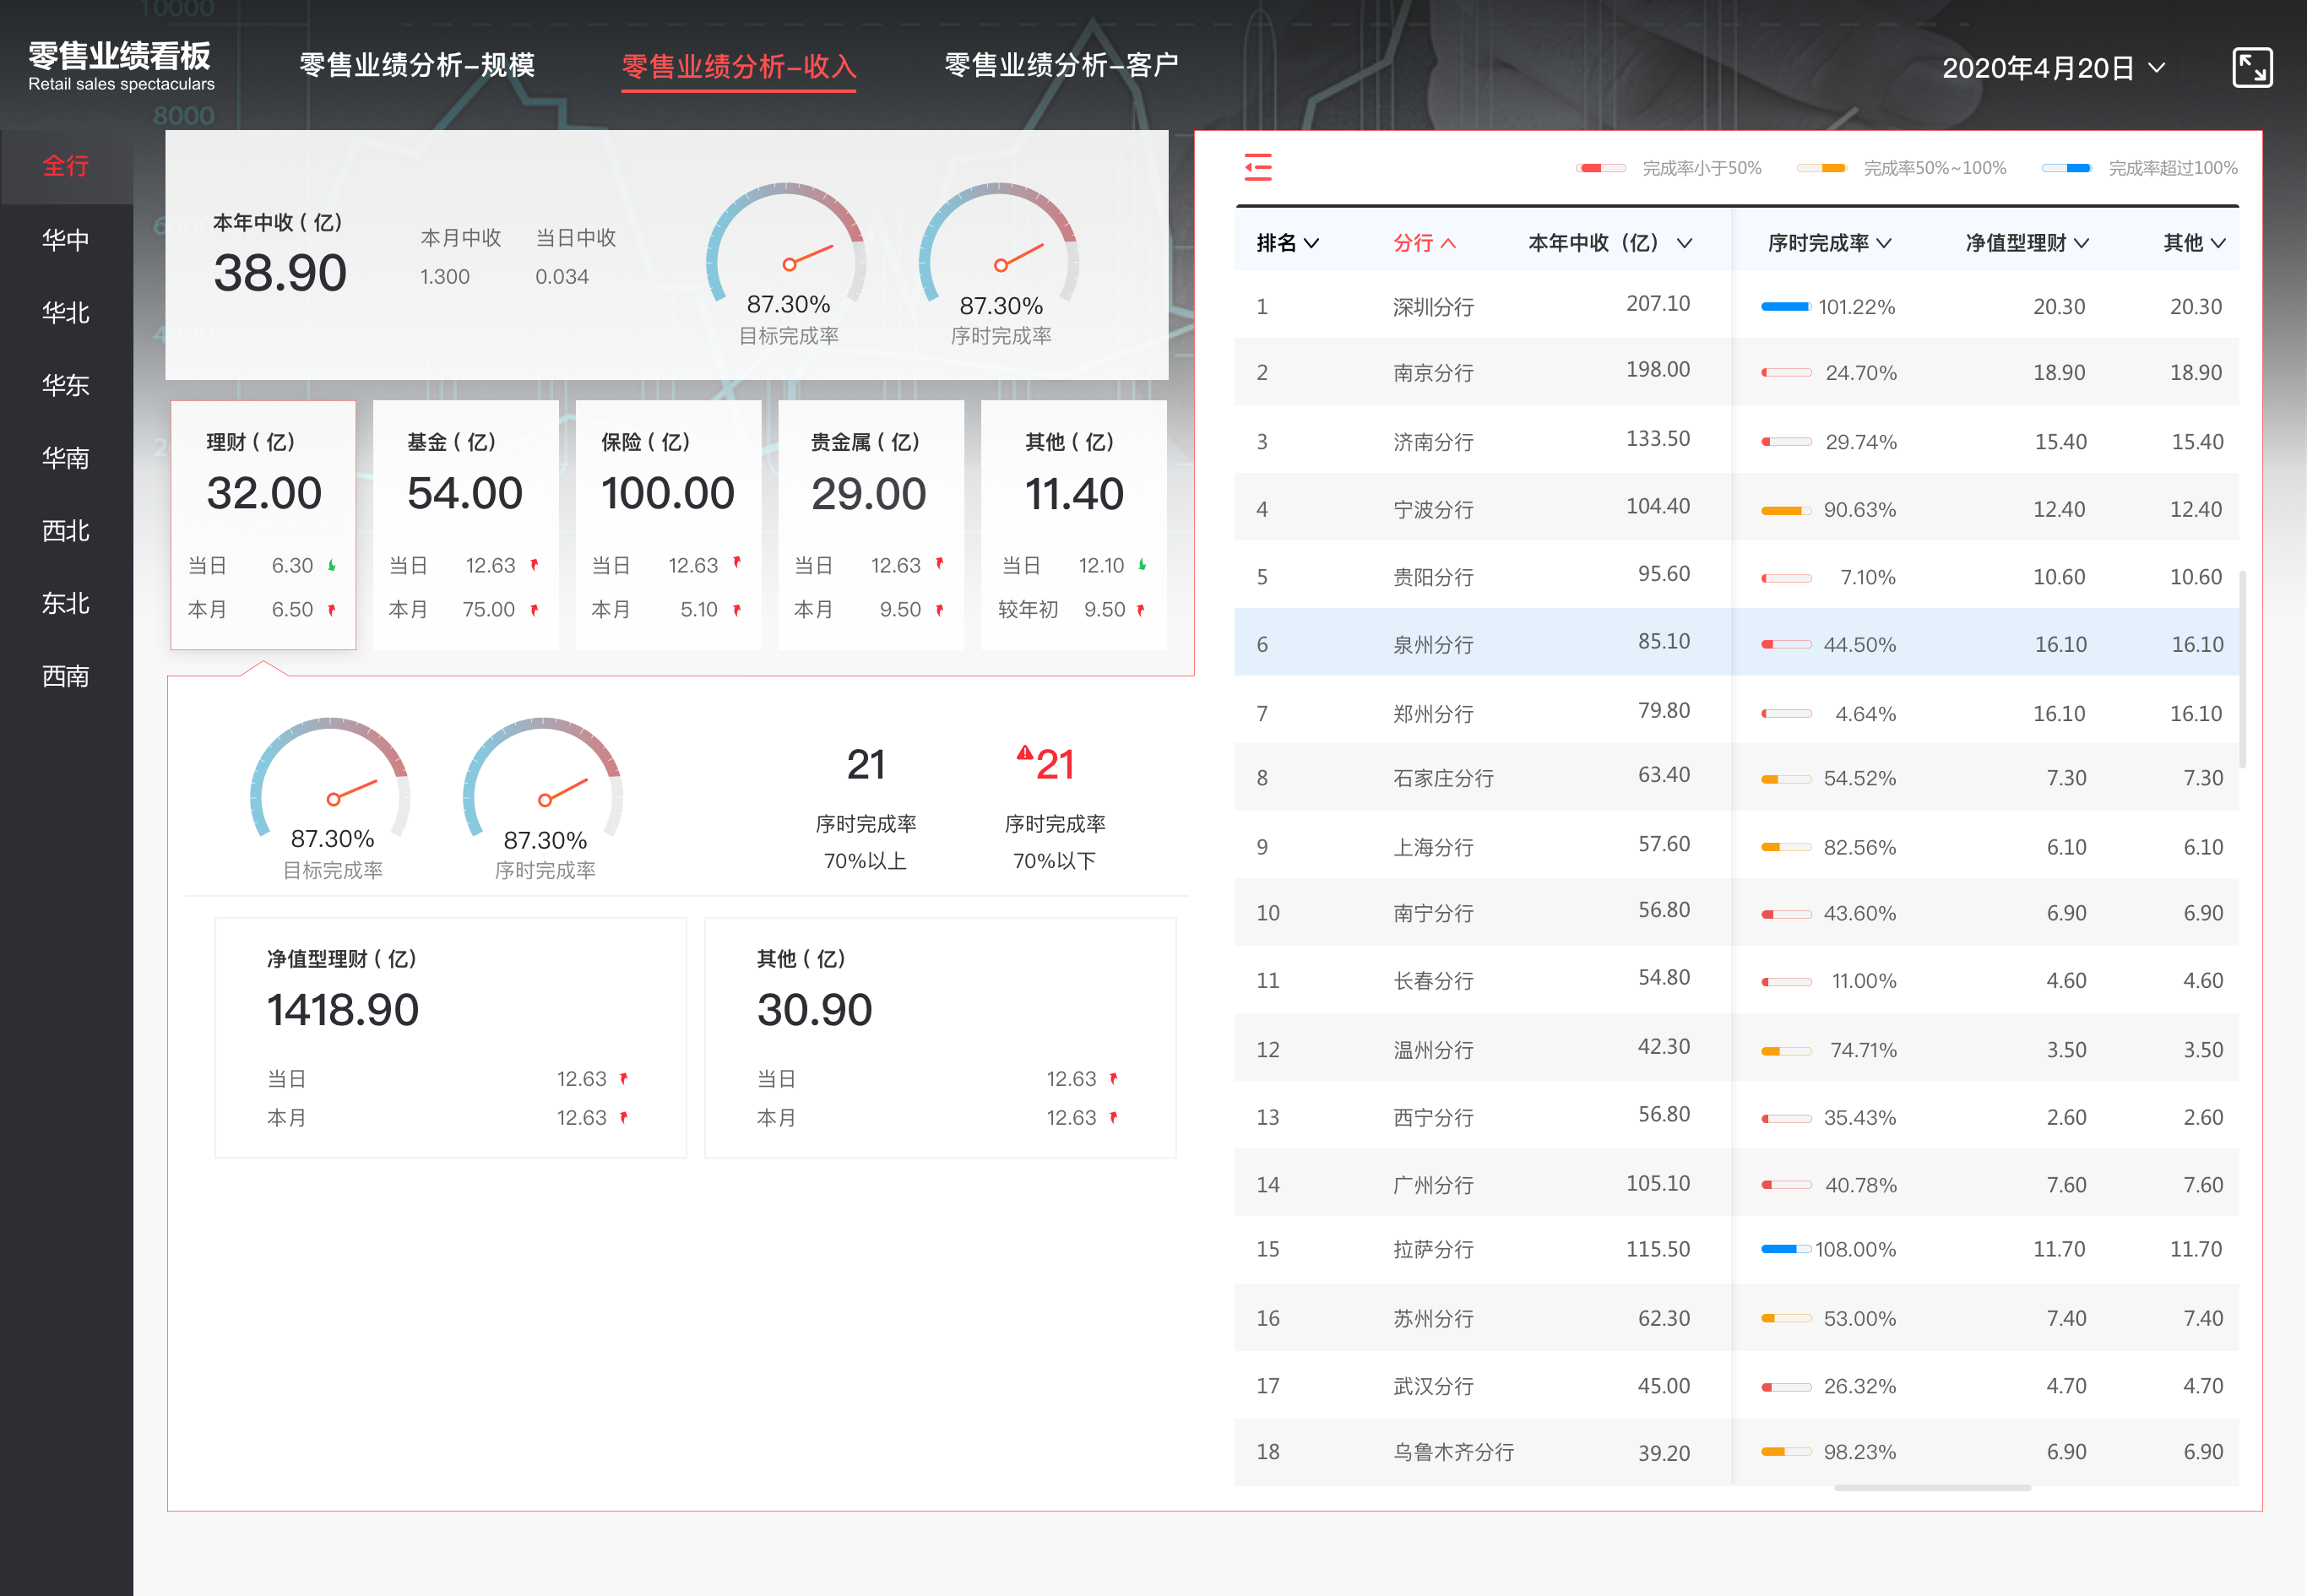 零售业绩看板
Retail sales spectaculars
零售业绩分析-规模
零售业绩分析-收入
零售业绩分析-客户
2020年4月20日
10000
8000
全行
华中
华北
华东
华南
西北
东北
西南
本年中收（亿）
38.90
本月中收 当日中收
1.300 0.034
87.30%
目标完成率
87.30%
序时完成率
理财（亿）
32.00
当日 6.30
本月 6.50
基金（亿）
54.00
当日 12.63
本月 75.00
保险（亿）
100.00
当日 12.63
本月 5.10
贵金属（亿）
29.00
当日 12.63
本月 9.50
其他（亿）
11.40
当日 12.10
较年初 9.50
87.30%
目标完成率
87.30%
序时完成率
21
序时完成率
70%以上
21
序时完成率
70%以下
净值型理财（亿）
1418.90
当日 12.63
本月 12.63
其他（亿）
30.90
当日 12.63
本月 12.63
完成率小于50% 完成率50%~100% 完成率超过100%
排名 分行 本年中收（亿） 序时完成率 净值型理财 其他
1 深圳分行 207.10 101.22% 20.30 20.30
2 南京分行 198.00 24.70% 18.90 18.90
3 济南分行 133.50 29.74% 15.40 15.40
4 宁波分行 104.40 90.63% 12.40 12.40
5 贵阳分行 95.60 7.10% 10.60 10.60
6 泉州分行 85.10 44.50% 16.10 16.10
7 郑州分行 79.80 4.64% 16.10 16.10
8 石家庄分行 63.40 54.52% 7.30 7.30
9 上海分行 57.60 82.56% 6.10 6.10
10 南宁分行 56.80 43.60% 6.90 6.90
11 长春分行 54.80 11.00% 4.60 4.60
12 温州分行 42.30 74.71% 3.50 3.50
13 西宁分行 56.80 35.43% 2.60 2.60
14 广州分行 105.10 40.78% 7.60 7.60
15 拉萨分行 115.50 108.00% 11.70 11.70
16 苏州分行 62.30 53.00% 7.40 7.40
17 武汉分行 45.00 26.32% 4.70 4.70
18 乌鲁木齐分行 39.20 98.23% 6.90 6.90